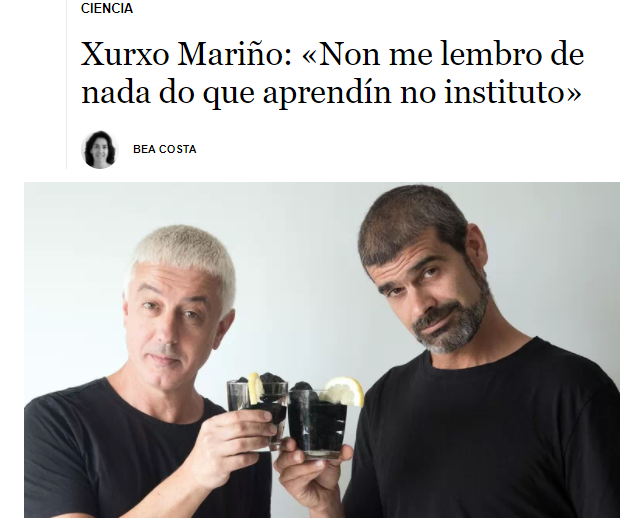 CIENCIA
Xurxo Mariño: «Non me lembro de
nada do que aprendín no instituto»
BEA COSTA